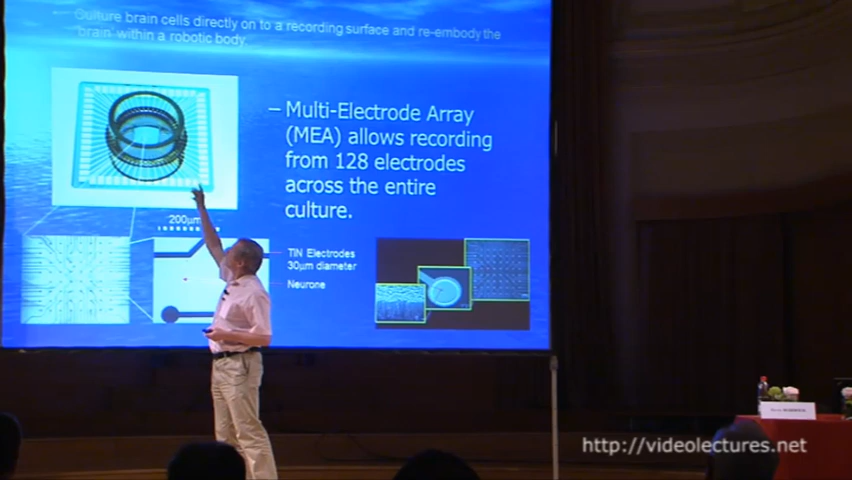 Culture brain cells directly on to a recording surface and re-embody the
'brain' within a robotic body.
– Multi-Electrode Array
(MEA) allows recording
from 128 electrodes
across the entire
culture.
200μm
TiN Electrodes
30μm diameter
Neurone
http://videolectures.net